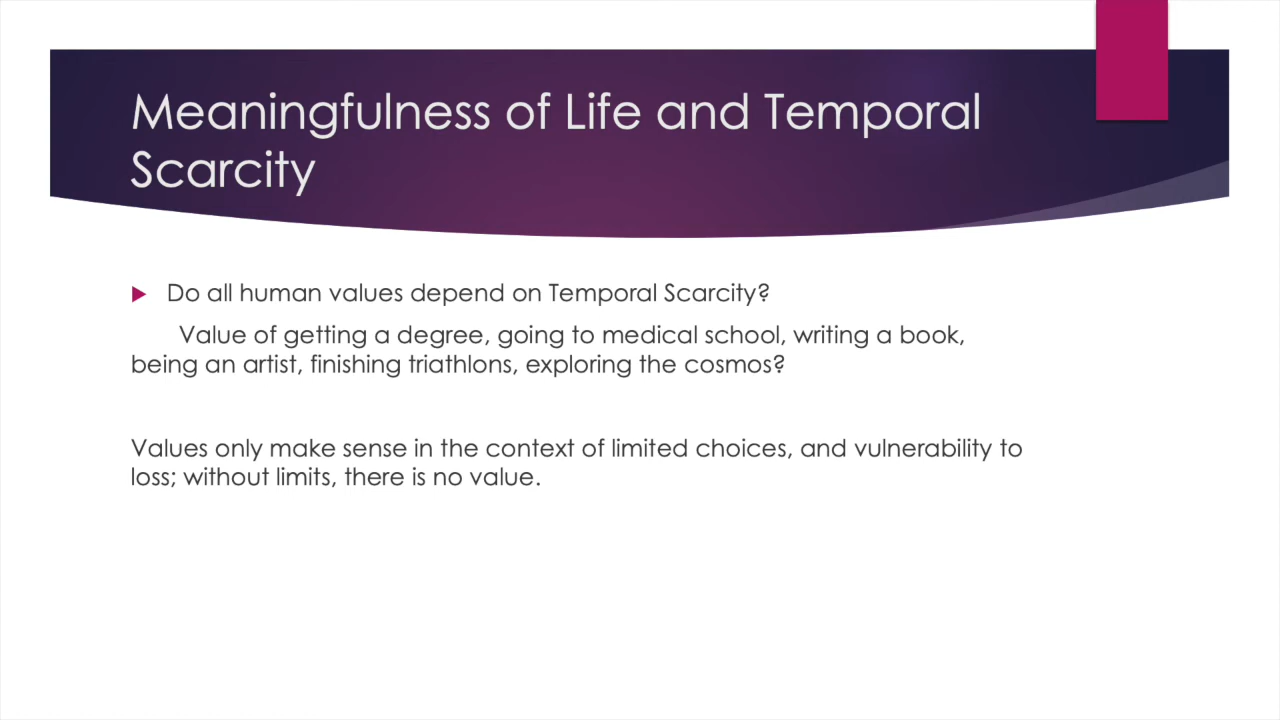 Meaningfulness of Life and Temporal
Scarcity
Do all human values depend on Temporal Scarcity?
Value of getting a degree, going to medical school, writing a book,
being an artist, finishing triathlons, exploring the cosmos?
Values only make sense in the context of limited choices, and vulnerability to
loss; without limits, there is no value.